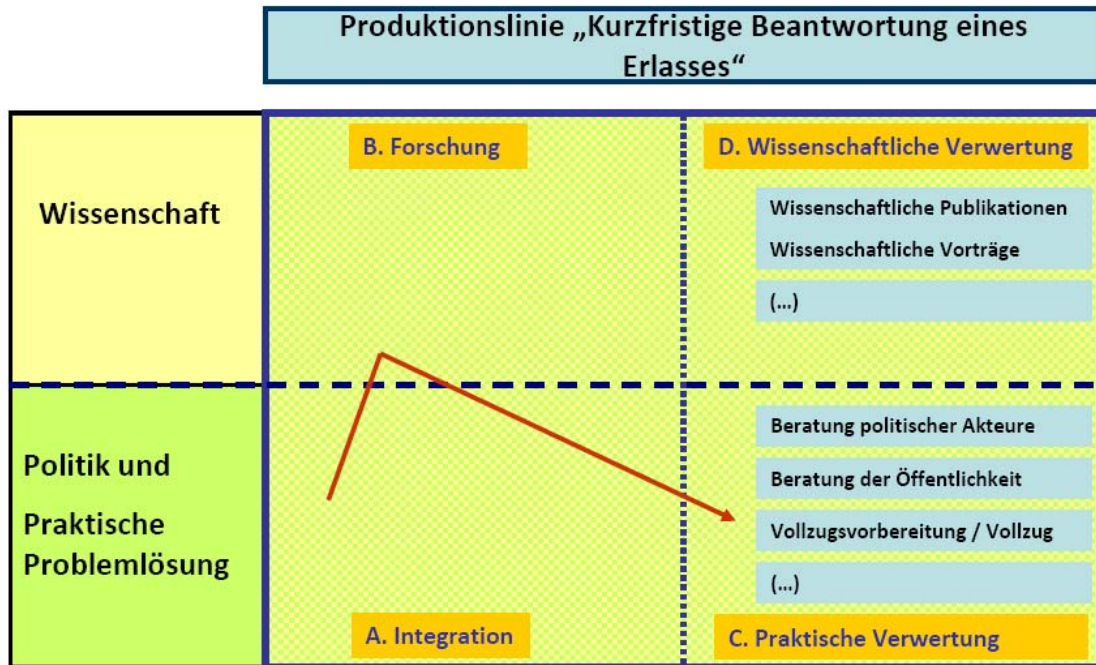 Produktionslinie „Kurzfristige Beantwortung eines
Erlasses“
Wissenschaft
B. Forschung
D. Wissenschaftliche Verwertung
Wissenschaftliche Publikationen
Wissenschaftliche Vorträge
(...)
Politik und
Praktische
Problemlösung
A. Integration
Beratung politischer Akteure
Beratung der Öffentlichkeit
Vollzugsvorbereitung / Vollzug
(...)
C. Praktische Verwertung